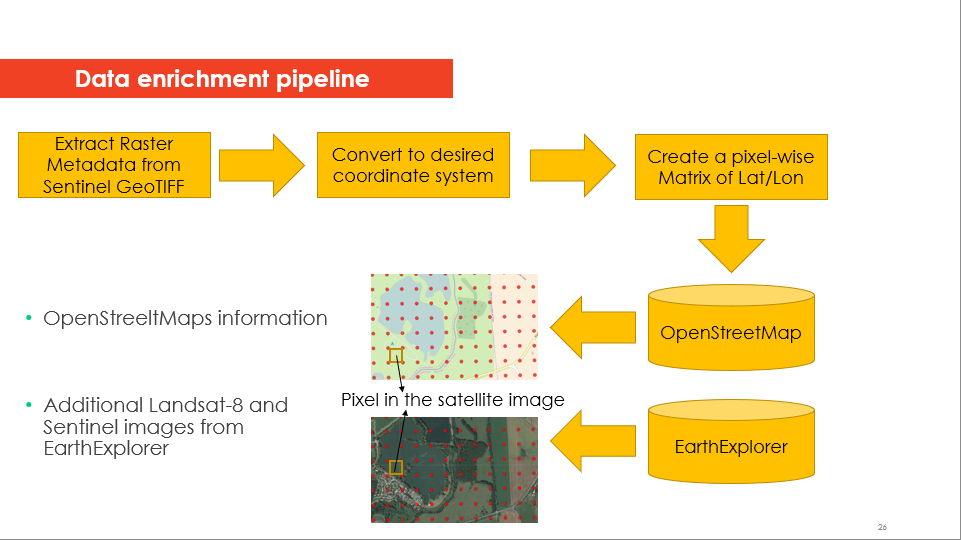 Data enrichment pipeline
Extract Raster
Metadata from
Sentinel GeoTIFF
Convert to desired
coordinate system
Create a pixel-wise
Matrix of Lat/Lon
• OpenStreeltMaps information
OpenStreetMap
Pixel in the satellite image
• Additional Landsat-8 and
Sentinel images from
EarthExplorer
EarthExplorer
26